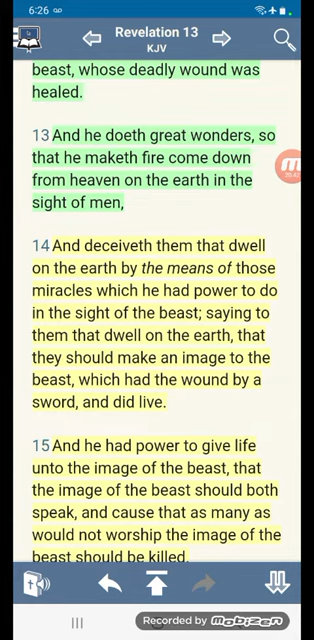 6:26
Revelation 13
KJV
beast, whose deadly wound was
healed.
13 And he doeth great wonders, so
that he maketh fire come down
from heaven on the earth in the
sight of men,
14 And deceiveth them that dwell
on the earth by the means of those
miracles which he had power to do
in the sight of the beast; saying to
them that dwell on the earth, that
they should make an image to the
beast, which had the wound by a
sword, and did live.
15 And he had power to give life
unto the image of the beast, that
the image of the beast should both
speak, and cause that as many as
would not worship the image of the
beast should be killed.
Recorded by mobizen